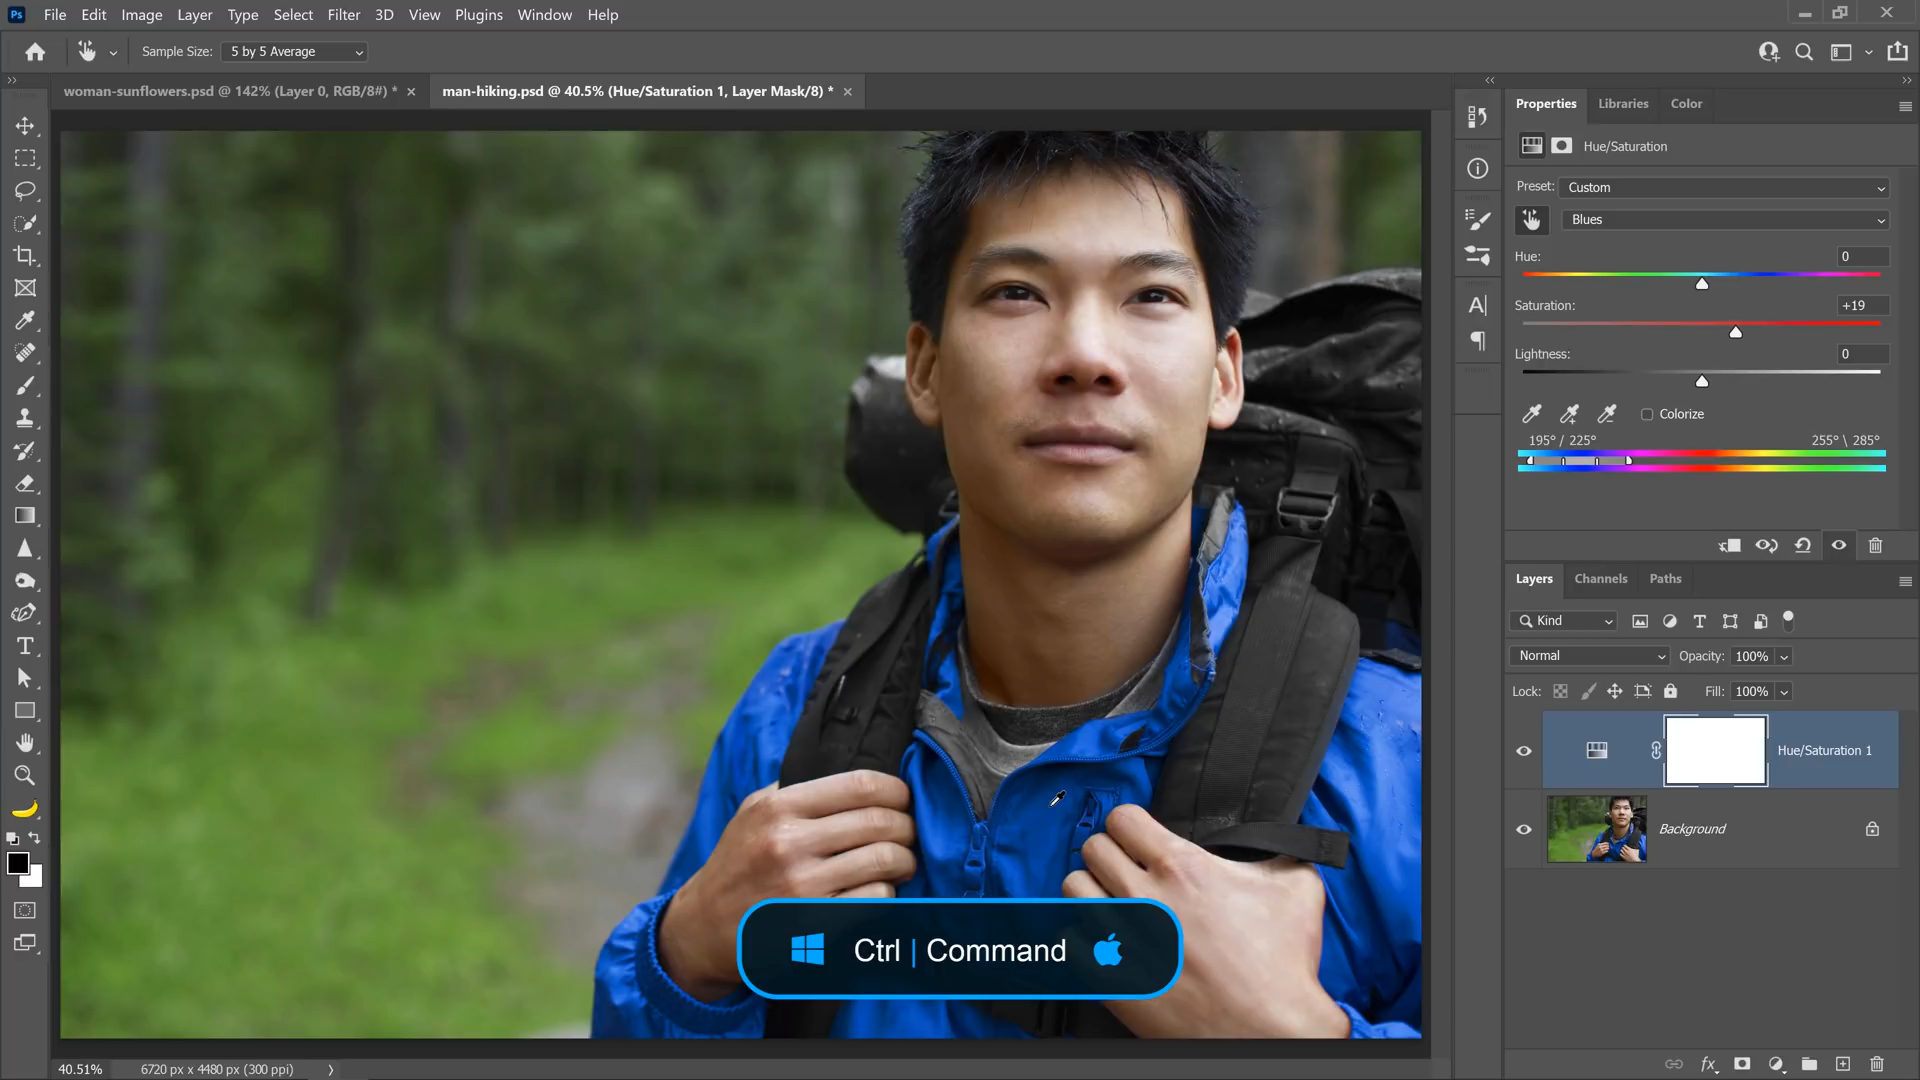 Ps File Edit Image Layer Type Select Filter 3D View Plugins Window Help
Sample Size: 5 by 5 Average
woman-sunflowers.psd @ 142% (Layer 0, RGB/8#) * ×
man-hiking.psd @ 40.5% (Hue/Saturation 1, Layer Mask/8) * ×
Properties Libraries Color
Hue/Saturation
Preset: Custom
Blues
Hue: 0
Saturation: +19
Lightness: 0
Colorize
195° / 225° 255° \ 285°
Layers Channels Paths
Kind
Normal Opacity: 100%
Lock: Fill: 100%
Hue/Saturation 1
Background
Ctrl | Command
40.51% 6720 px x 4480 px (300 ppi)